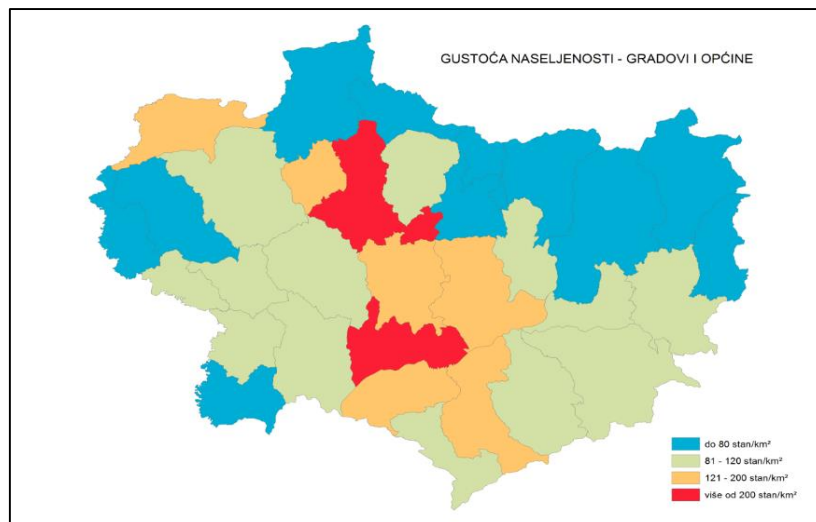 GUSTOĆA NASELJENOSTI - GRADOVI I OPĆINE
do 80 stan/km²
81 - 120 stan/km²
121 - 200 stan/km²
više od 200 stan/km²